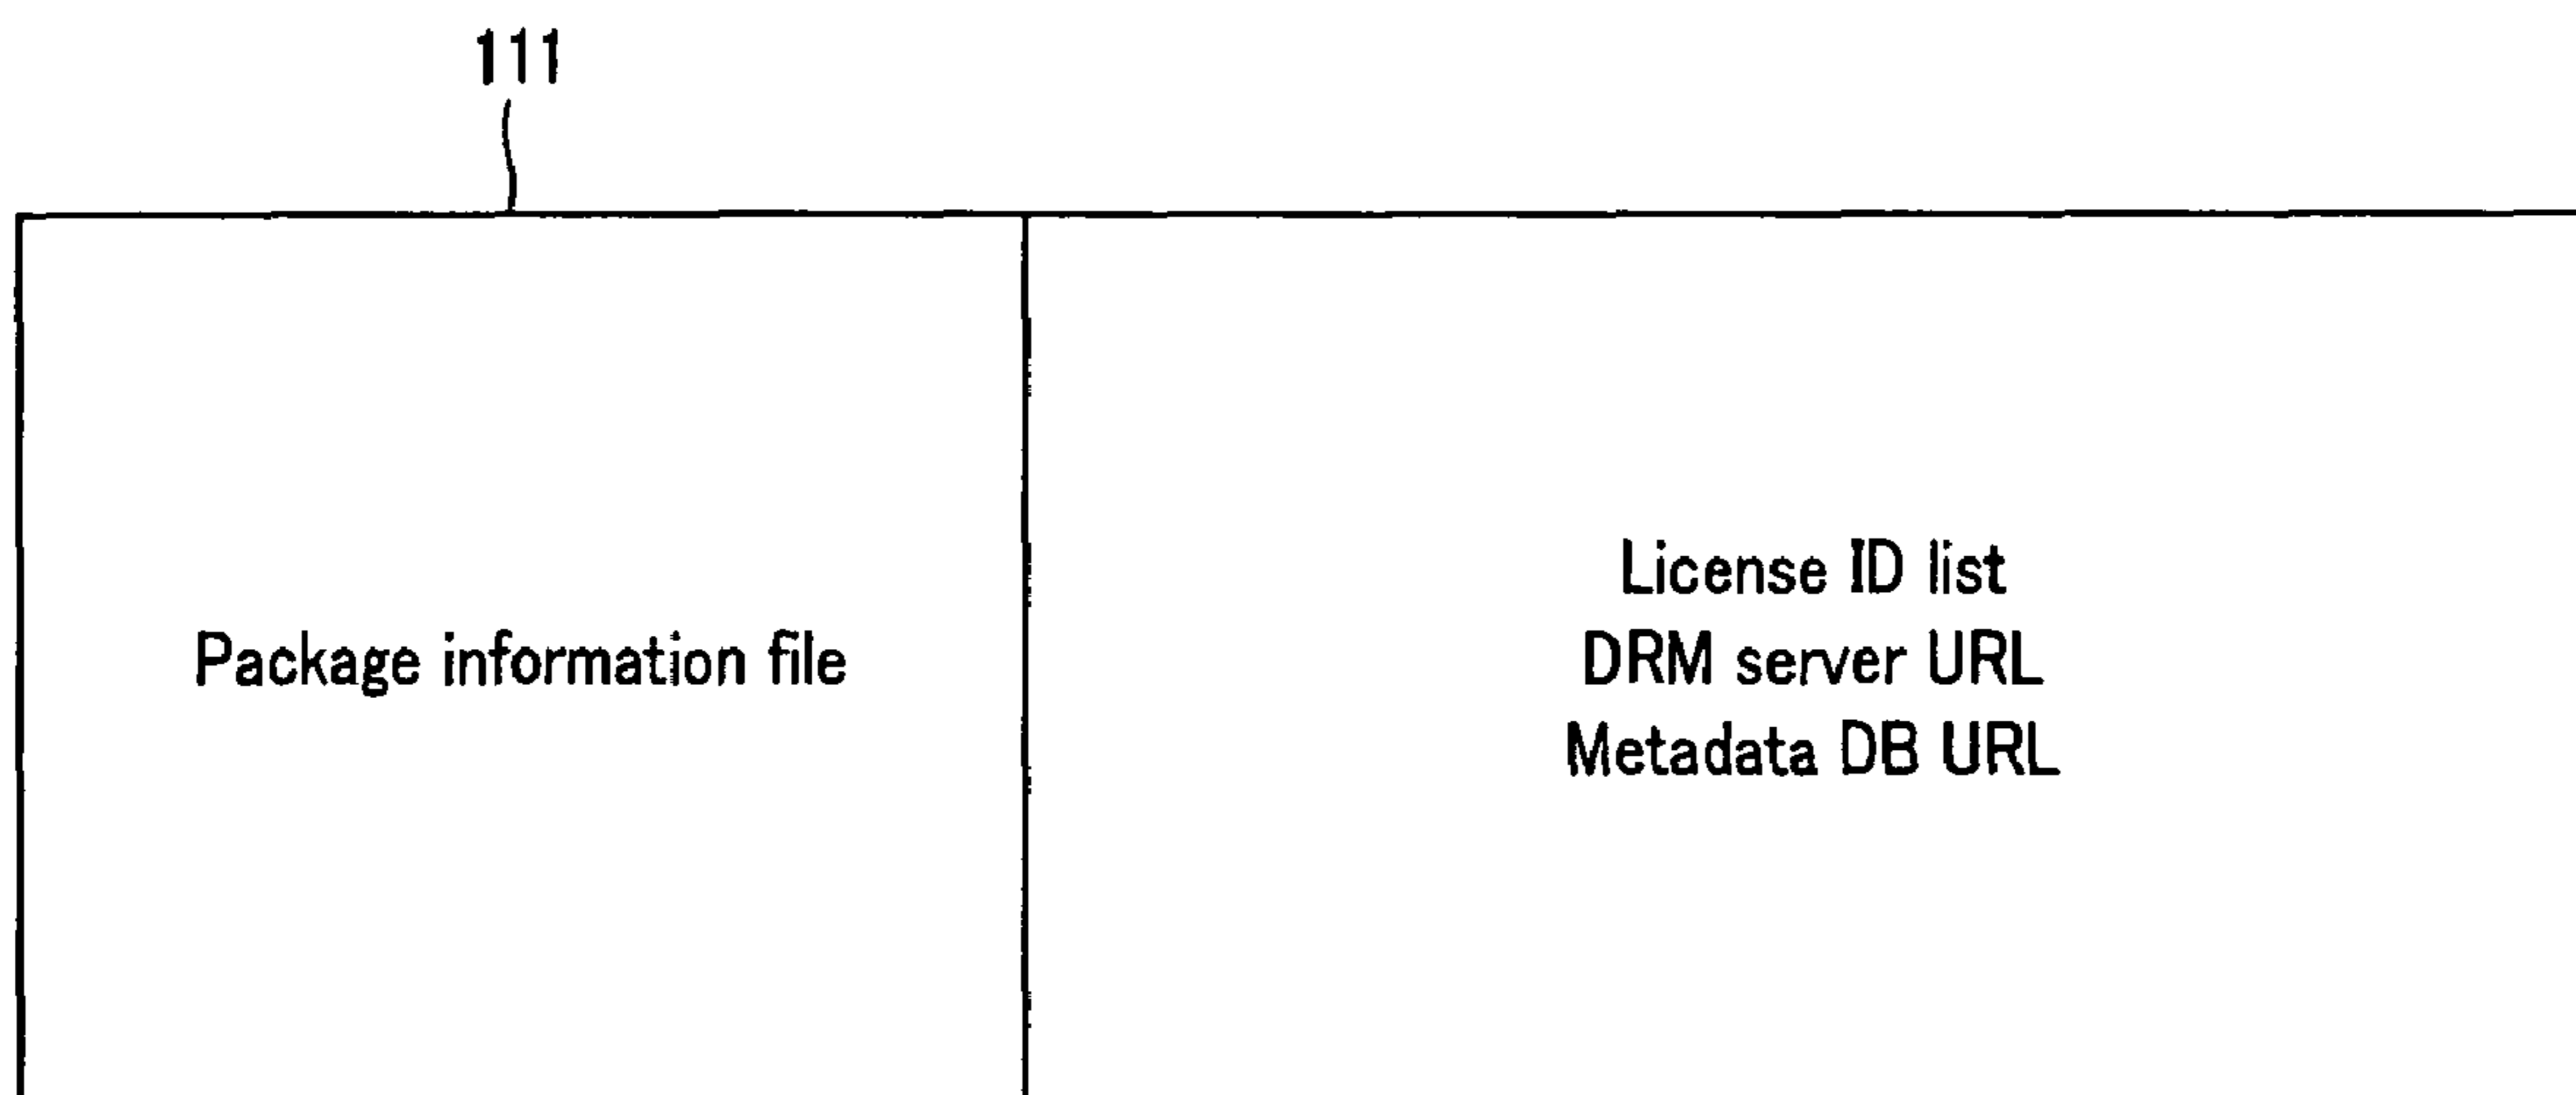 111
Package information file
License ID list
DRM server URL
Metadata DB URL